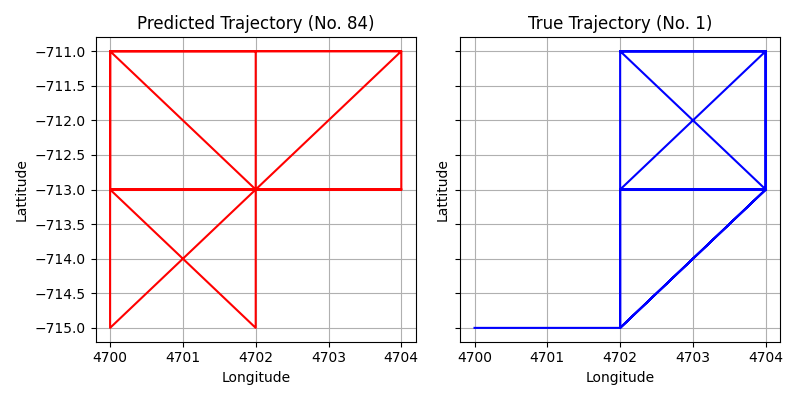 Predicted Trajectory (No. 84)
True Trajectory (No. 1)
Lattitude
−711.0
−711.5
−712.0
−712.5
−713.0
−713.5
−714.0
−714.5
−715.0
4700 4701 4702 4703 4704
Longitude
Lattitude
4700 4701 4702 4703 4704
Longitude